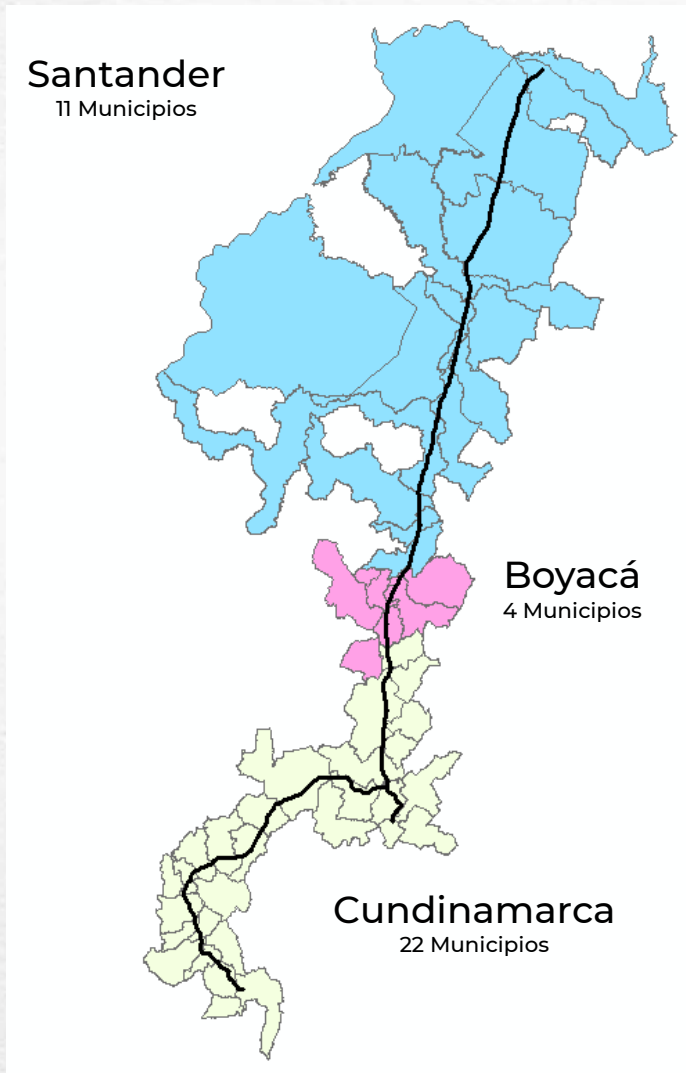 Santander
11 Municipios
Boyacá
4 Municipios
Cundinamarca
22 Municipios